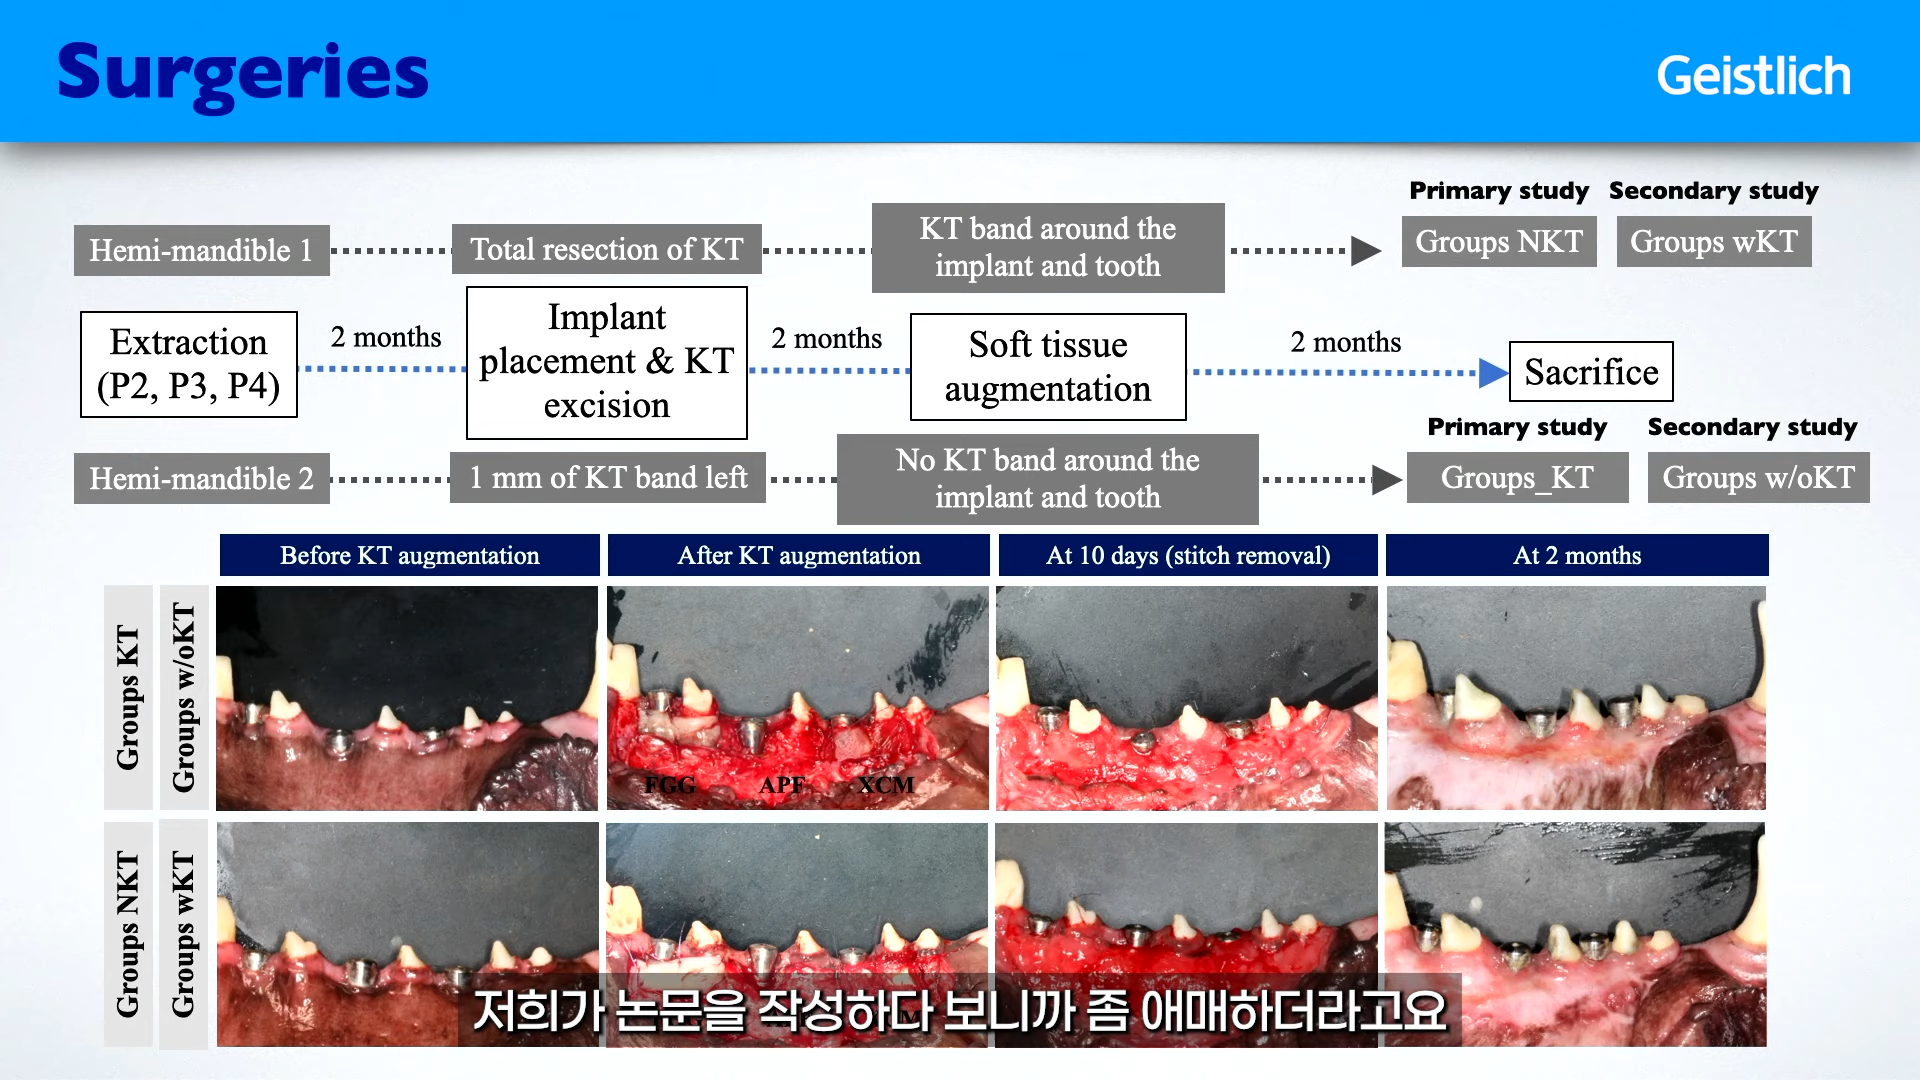 Surgeries
Geistlich
Primary study
Secondary study
Hemi-mandible 1
Total resection of KT
KT band around the
implant and tooth
Groups NKT
Groups wKT
Extraction
(P2, P3, P4)
2 months
Implant
placement & KT
excision
2 months
Soft tissue
augmentation
2 months
Sacrifice
Primary study
Secondary study
Hemi-mandible 2
1 mm of KT band left
No KT band around the
implant and tooth
Groups_KT
Groups w/oKT
Before KT augmentation
After KT augmentation
At 10 days (stitch removal)
At 2 months
Groups KT
Groups w/oKT
FGG
APF
XCM
Groups NKT
Groups wKT
저희가 논문을 작성하다 보니까 좀 애매하더라고요